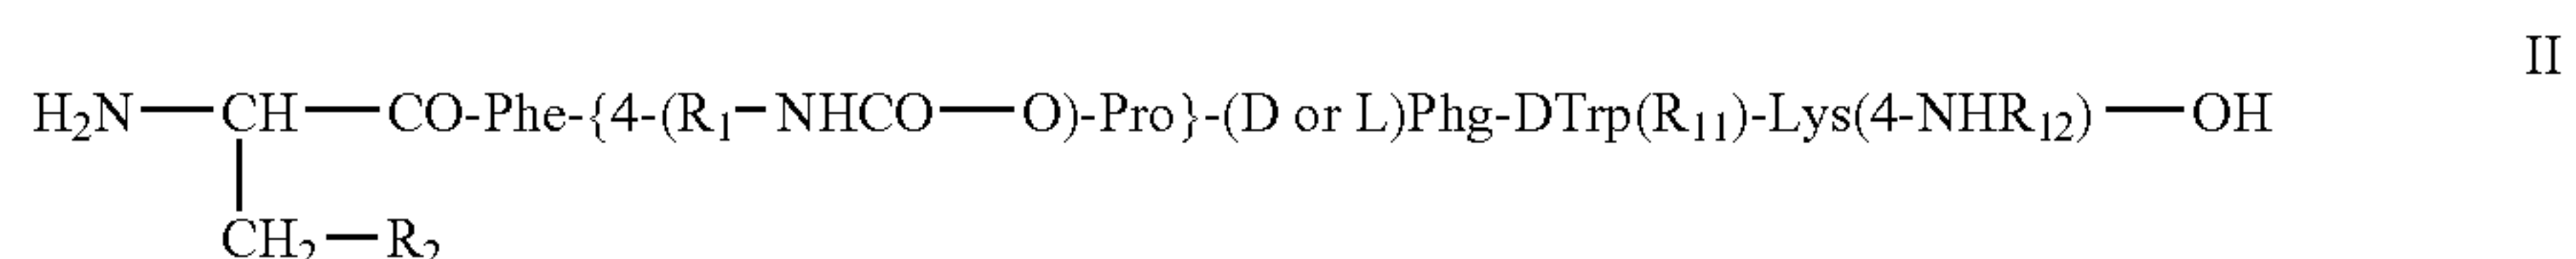 II
H₂N—CH—CO-Phe-{4-(R₁-NHCO—O)-Pro}-(D or L)Phg-DTrp(R₁₁)-Lys(4-NHR₁₂)—OH
CH₂—R₂